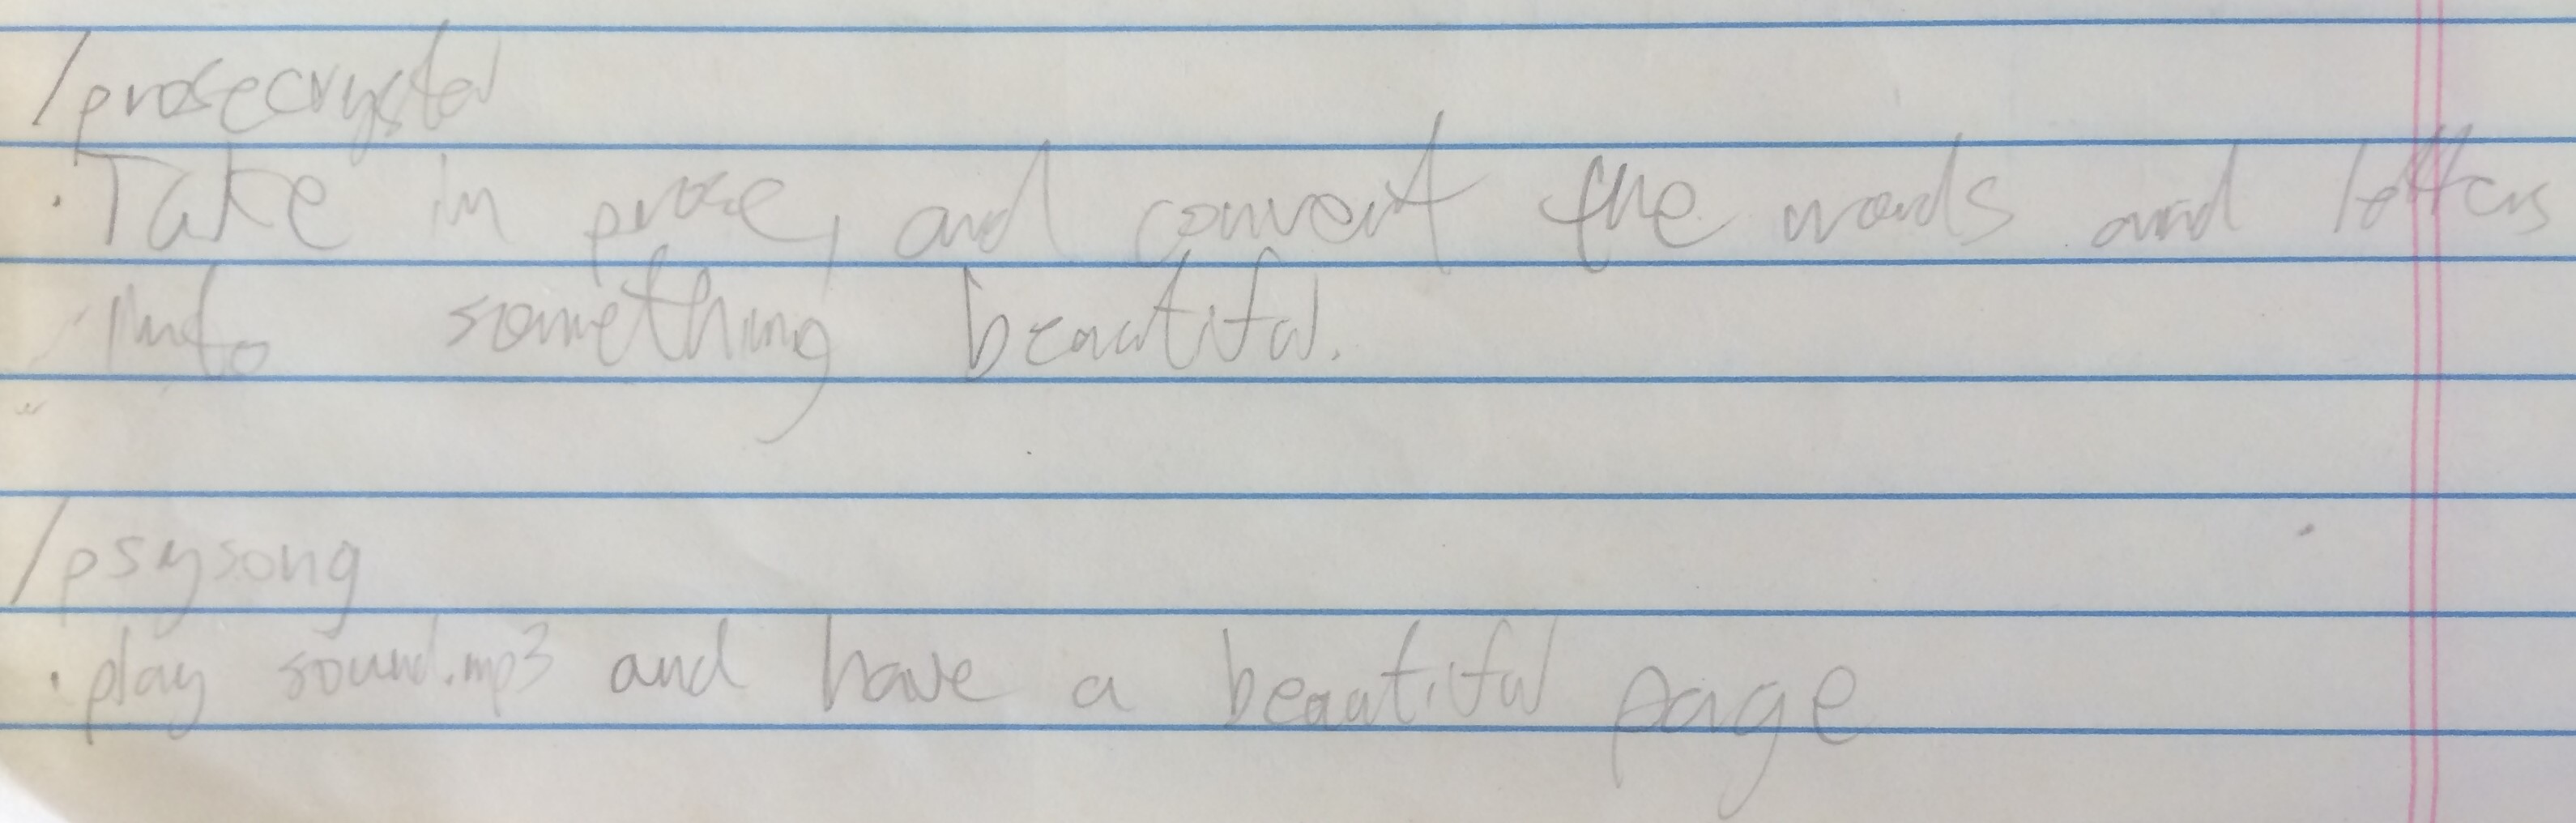 /prosecrystal
· Take in prose, and convert the words and letters
into something beautiful.
/psysong
· play sound.mp3 and have a beautiful page